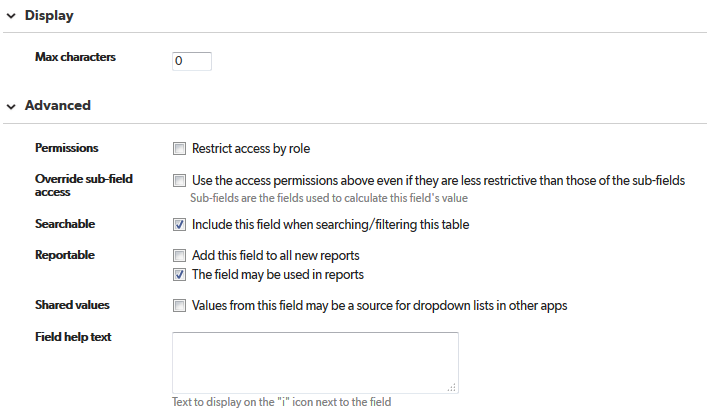 Display
Max characters
0
Advanced
Permissions
Restrict access by role
Override sub-field
access
Use the access permissions above even if they are less restrictive than those of the sub-fields
Sub-fields are the fields used to calculate this field's value
Searchable
Include this field when searching/filtering this table
Reportable
Add this field to all new reports
The field may be used in reports
Shared values
Values from this field may be a source for dropdown lists in other apps
Field help text
Text to display on the "i" icon next to the field